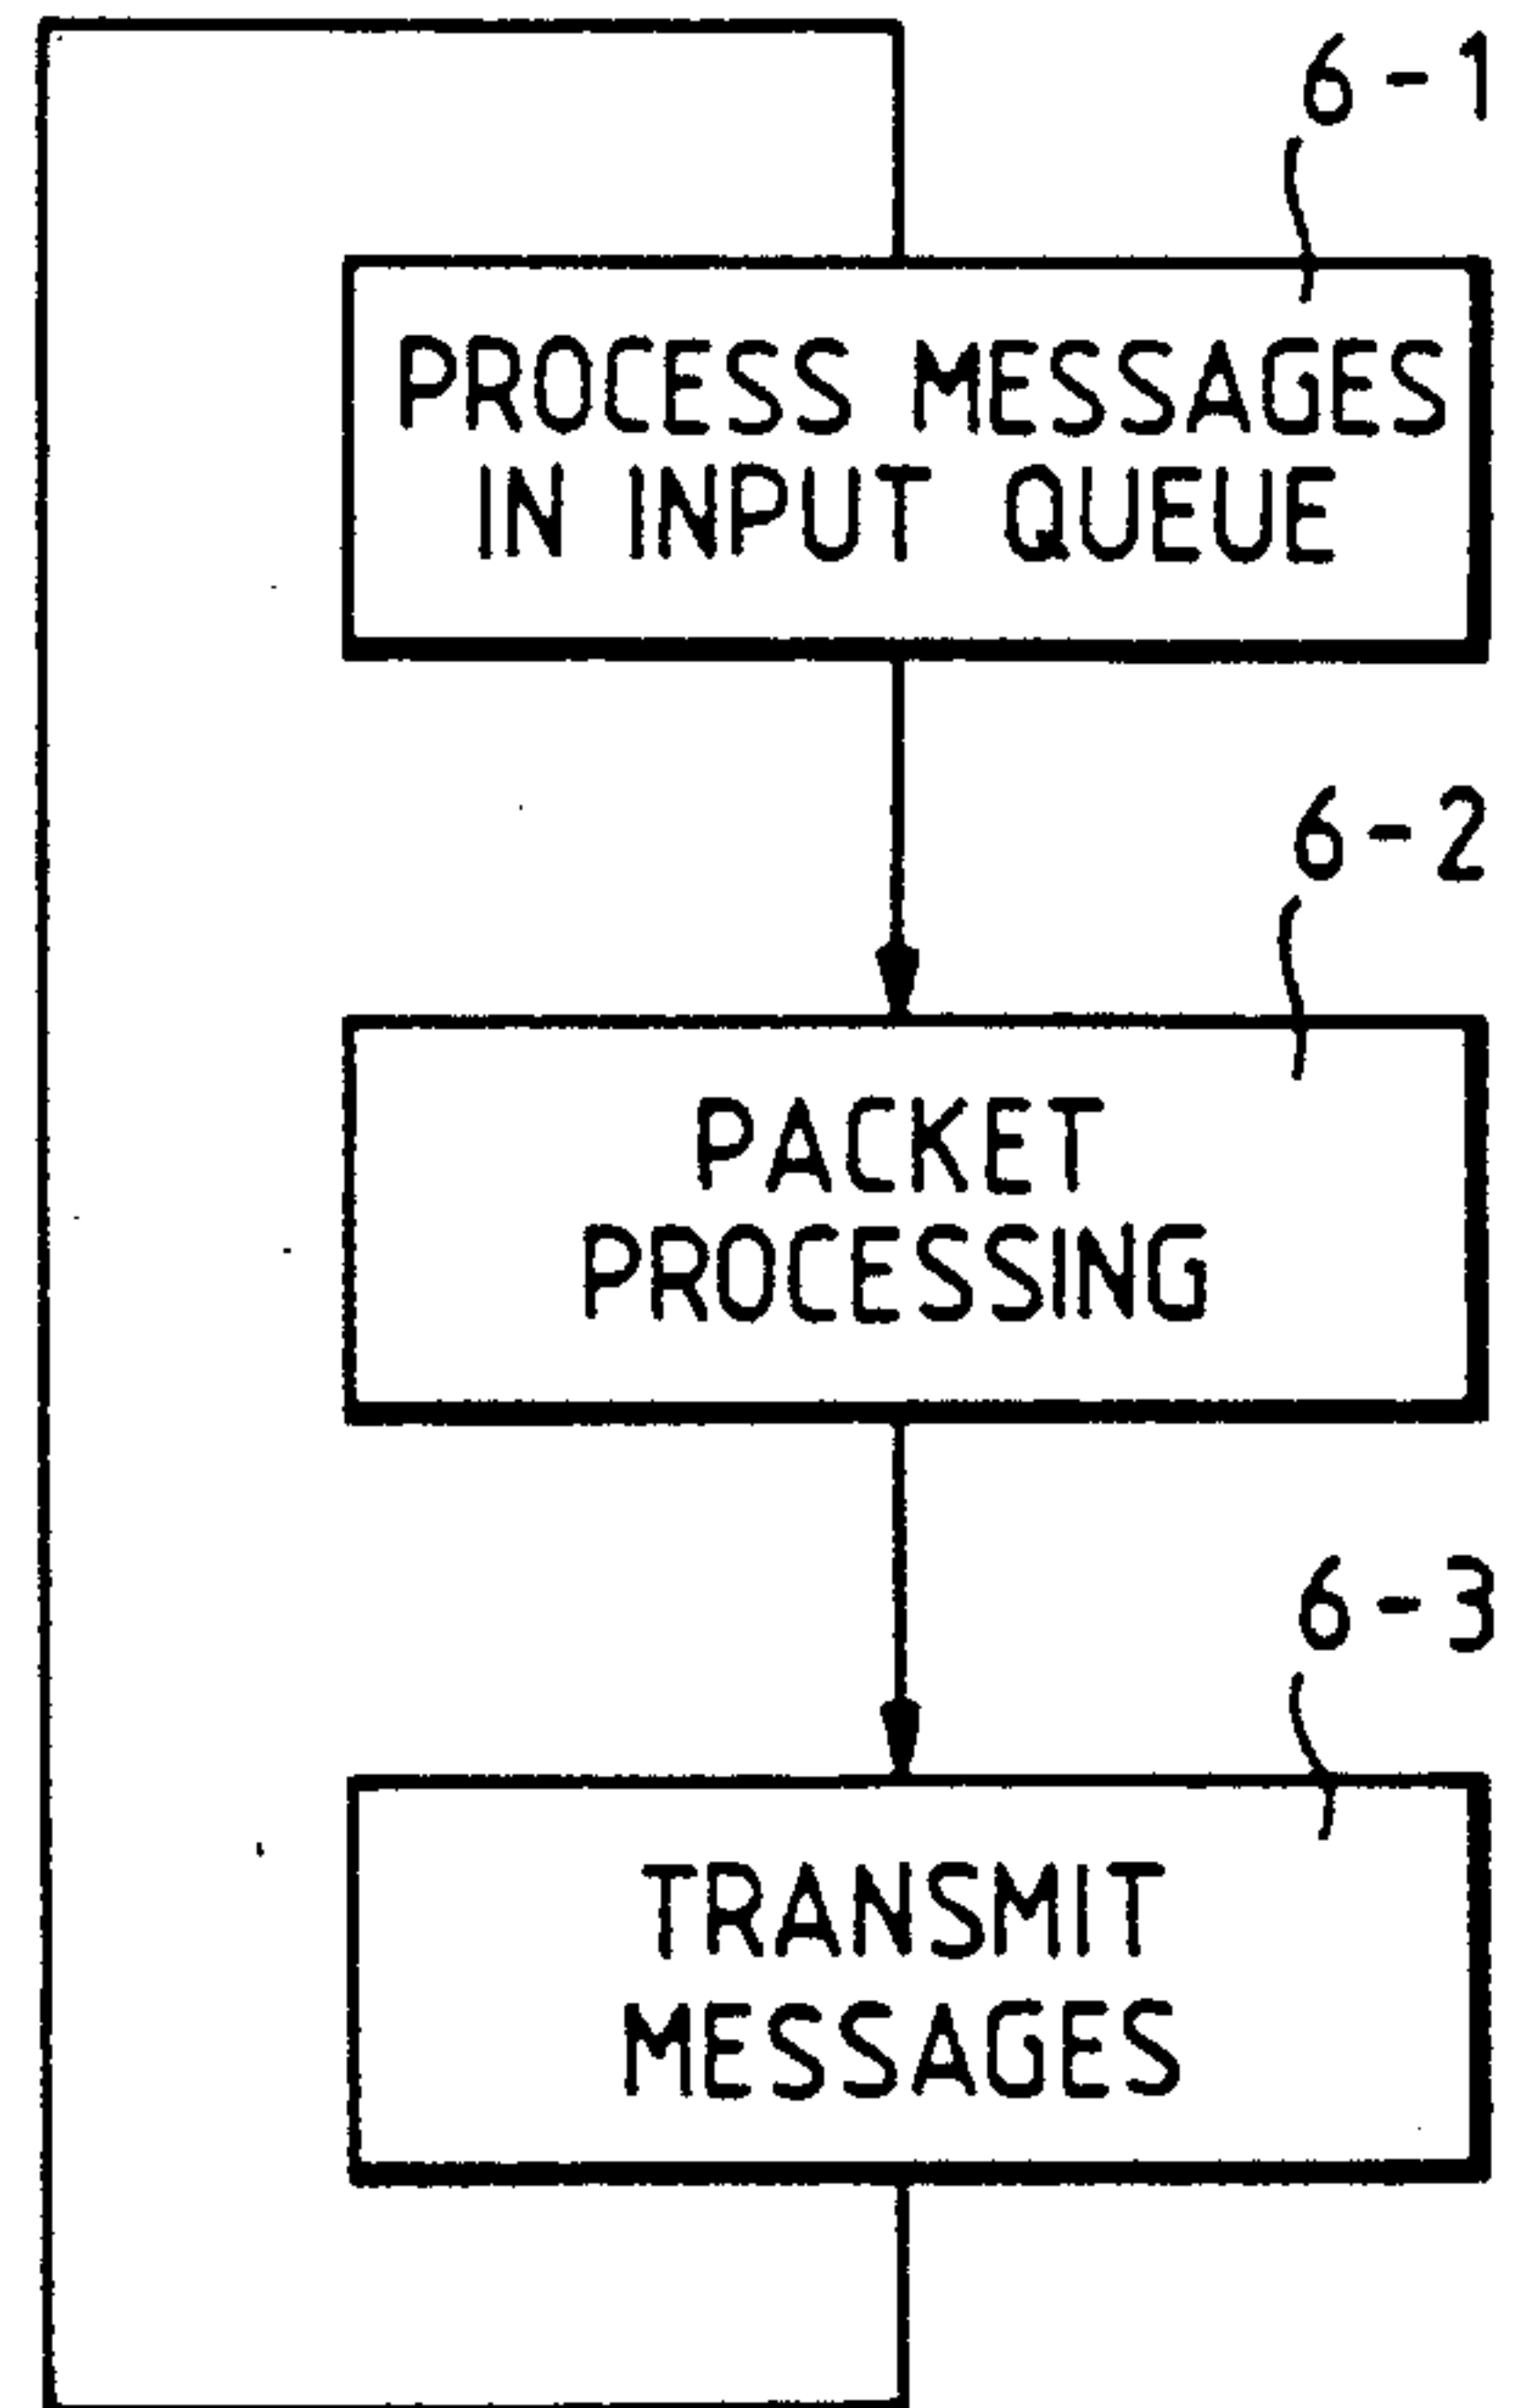 6-1
PROCESS MESSAGES
IN INPUT QUEUE
6-2
PACKET
PROCESSING
6-3
TRANSMIT
MESSAGES